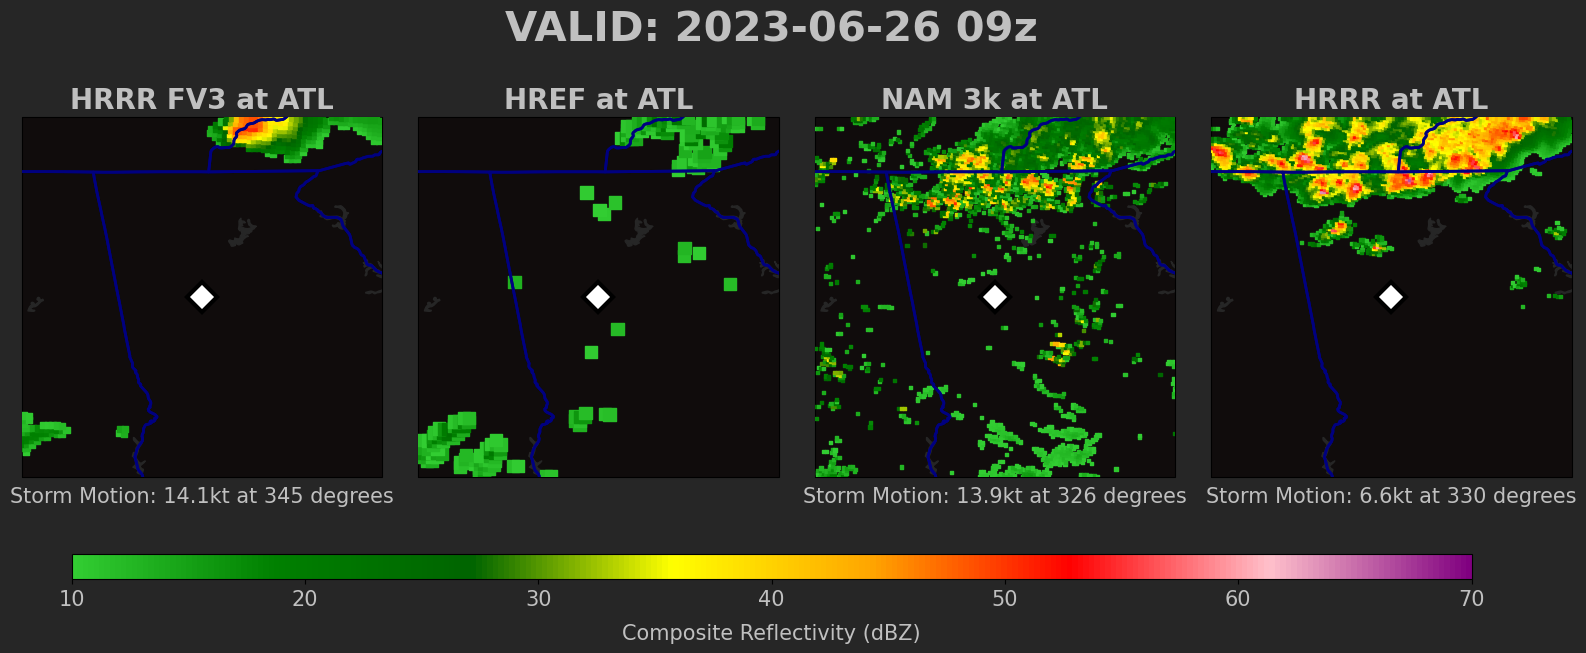 VALID: 2023-06-26 09z
HRRR FV3 at ATL
HREF at ATL
NAM 3k at ATL
HRRR at ATL
Storm Motion: 14.1kt at 345 degrees
Storm Motion: 13.9kt at 326 degrees
Storm Motion: 6.6kt at 330 degrees
10 20 30 40 50 60 70
Composite Reflectivity (dBZ)